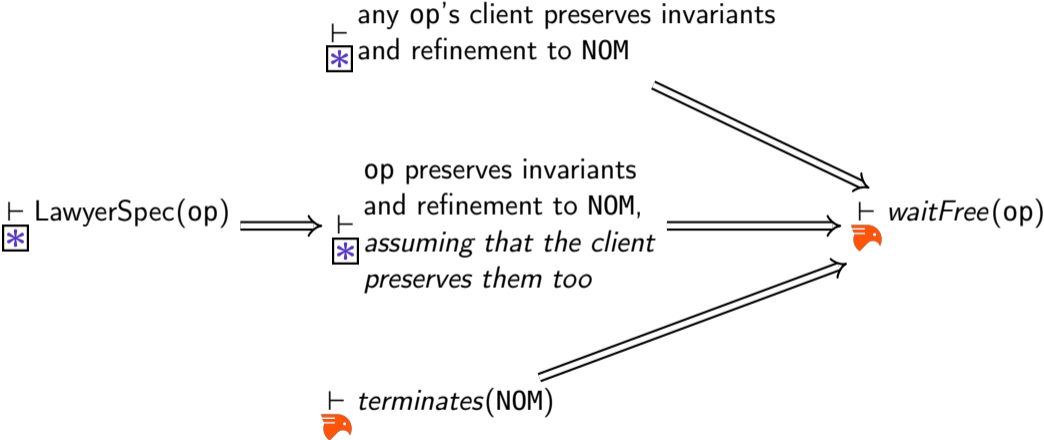 ⊢ any op's client preserves invariants
and refinement to NOM
⊢ LawyerSpec(op)
⊢ op preserves invariants
and refinement to NOM,
assuming that the client
preserves them too
⊢ waitFree(op)
⊢ terminates(NOM)